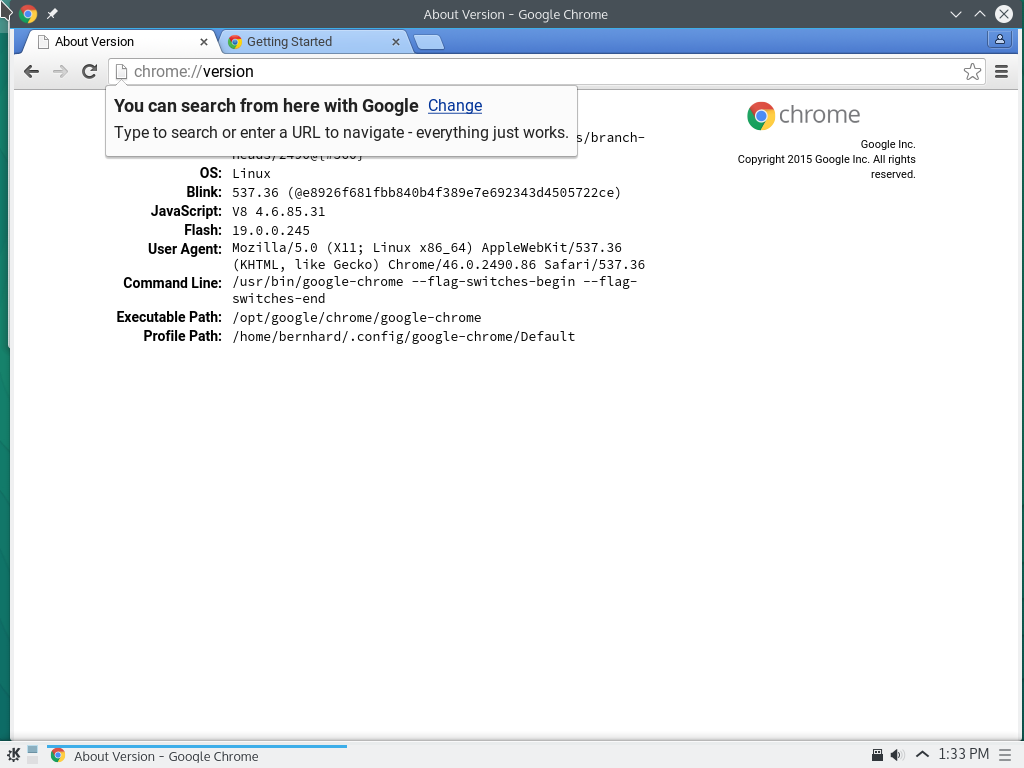 About Version - Google Chrome
About Version
Getting Started
chrome://version
You can search from here with Google Change
Type to search or enter a URL to navigate - everything just works.
chrome
Google Inc.
Copyright 2015 Google Inc. All rights
reserved.
s/branch-
heads/2490@{#560}
OS: Linux
Blink: 537.36 (@e8926f681fbb840b4f389e7e692343d4505722ce)
JavaScript: V8 4.6.85.31
Flash: 19.0.0.245
User Agent: Mozilla/5.0 (X11; Linux x86_64) AppleWebKit/537.36
(KHTML, like Gecko) Chrome/46.0.2490.86 Safari/537.36
Command Line: /usr/bin/google-chrome --flag-switches-begin --flag-
switches-end
Executable Path: /opt/google/chrome/google-chrome
Profile Path: /home/bernhard/.config/google-chrome/Default
About Version - Google Chrome
1:33 PM